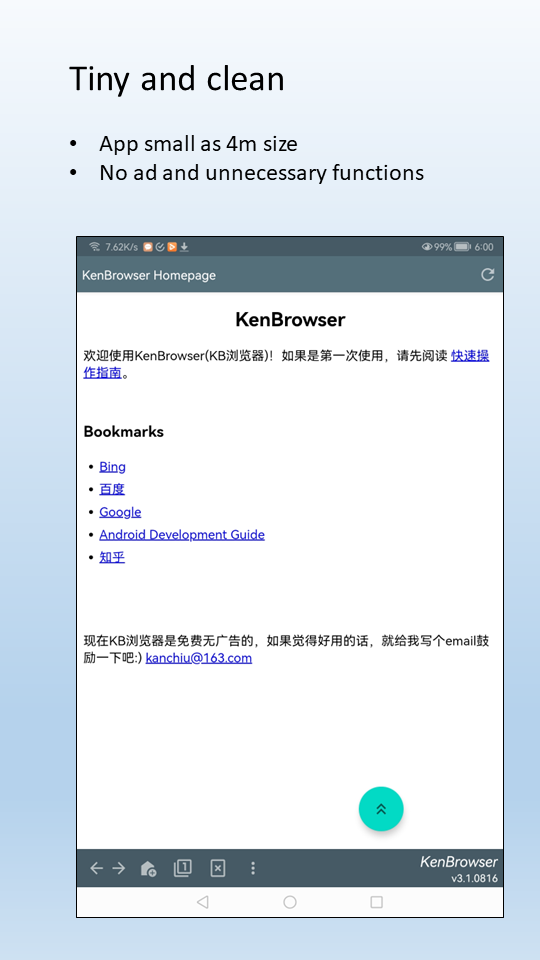 Tiny and clean
• App small as 4m size
• No ad and unnecessary functions
7.62K/s 99% 6:00
KenBrowser Homepage
KenBrowser
欢迎使用KenBrowser(KB浏览器)！如果是第一次使用，请先阅读 快速操
作指南。
Bookmarks
• Bing
• 百度
• Google
• Android Development Guide
• 知乎
现在KB浏览器是免费无广告的，如果觉得好用的话，就给我写个email鼓
励一下吧:) kanchiu@163.com
1
KenBrowser
v3.1.0816